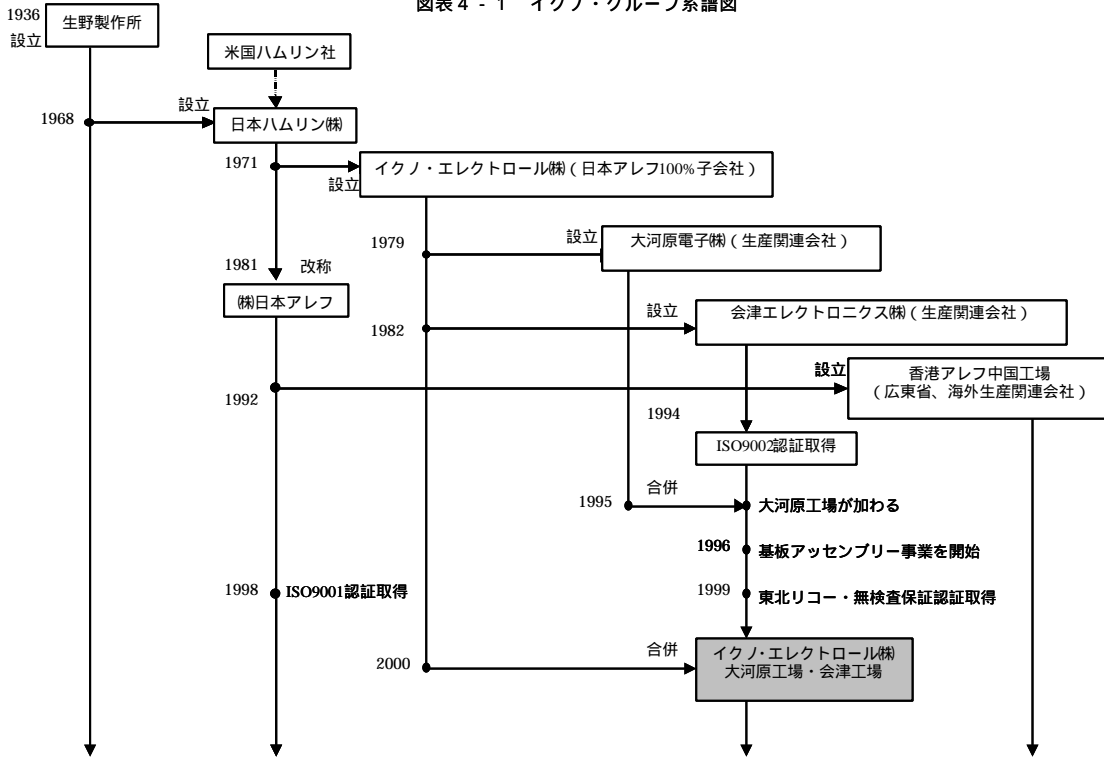 図表4-1 イクノ・グループ系譜図
1936
設立
生野製作所
米国ハムリン社
1968
設立
日本ハムリン㈱
1971
設立
イクノ・エレクトロール㈱(日本アレフ100%子会社)
1979
設立
大河原電子㈱(生産関連会社)
1981
改称
㈱日本アレフ
1982
設立
会津エレクトロニクス㈱(生産関連会社)
1992
設立
香港アレフ中国工場
(広東省、海外生産関連会社)
1994
ISO9002認証取得
1995
合併
大河原工場が加わる
1996
基板アッセンブリー事業を開始
1998
ISO9001認証取得
1999
東北リコー・無検査保証認証取得
2000
合併
イクノ・エレクトロール㈱
大河原工場・会津工場